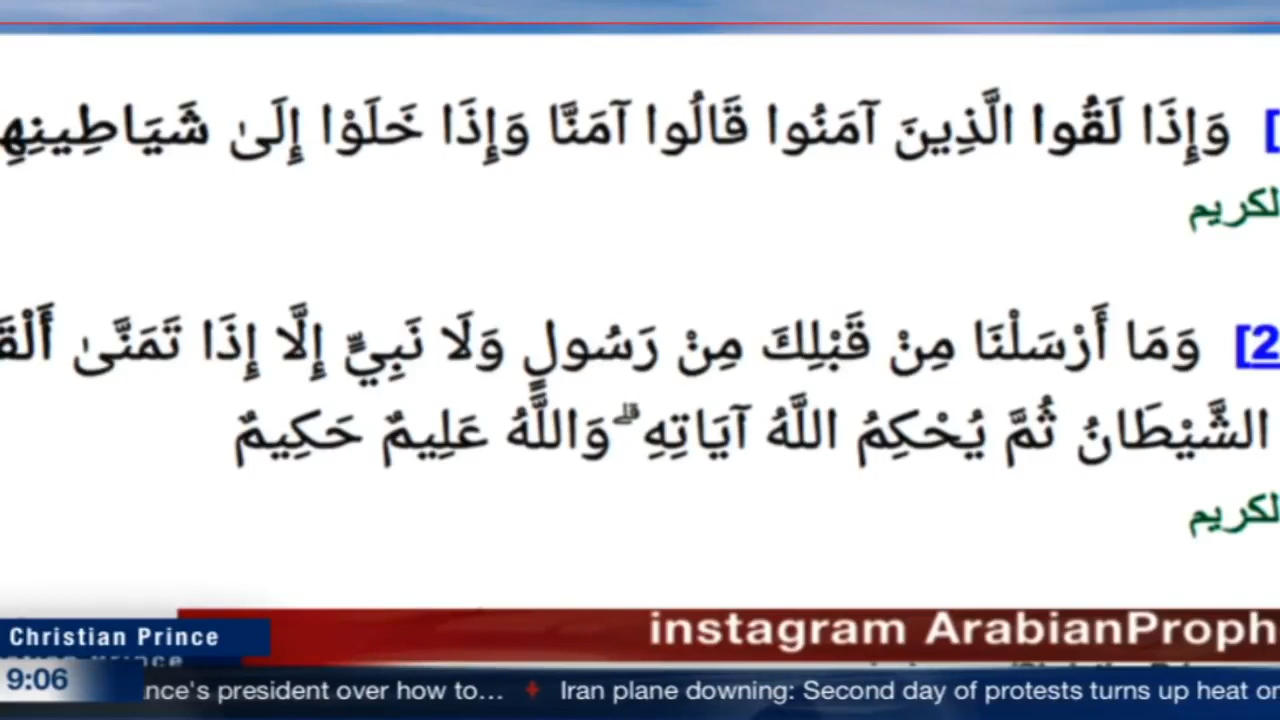 وَإِذَا لَقُوا الَّذِينَ آمَنُوا قَالُوا آمَنَّا وَإِذَا خَلَوْا إِلَىٰ شَيَاطِينِهِ
لكريم
[2 وَمَا أَرْسَلْنَا مِنْ قَبْلِكَ مِنْ رَسُولٍ وَلَا نَبِيٍّ إِلَّا إِذَا تَمَنَّىٰ أَلْقَ
الشَّيْطَانُ ثُمَّ يُحْكِمُ اللَّهُ آيَاتِهِ ۗ وَاللَّهُ عَلِيمٌ حَكِيمٌ
لكريم
instagram ArabianProph
Christian Prince
9:06
nce's president over how to... Iran plane downing: Second day of protests turns up heat on